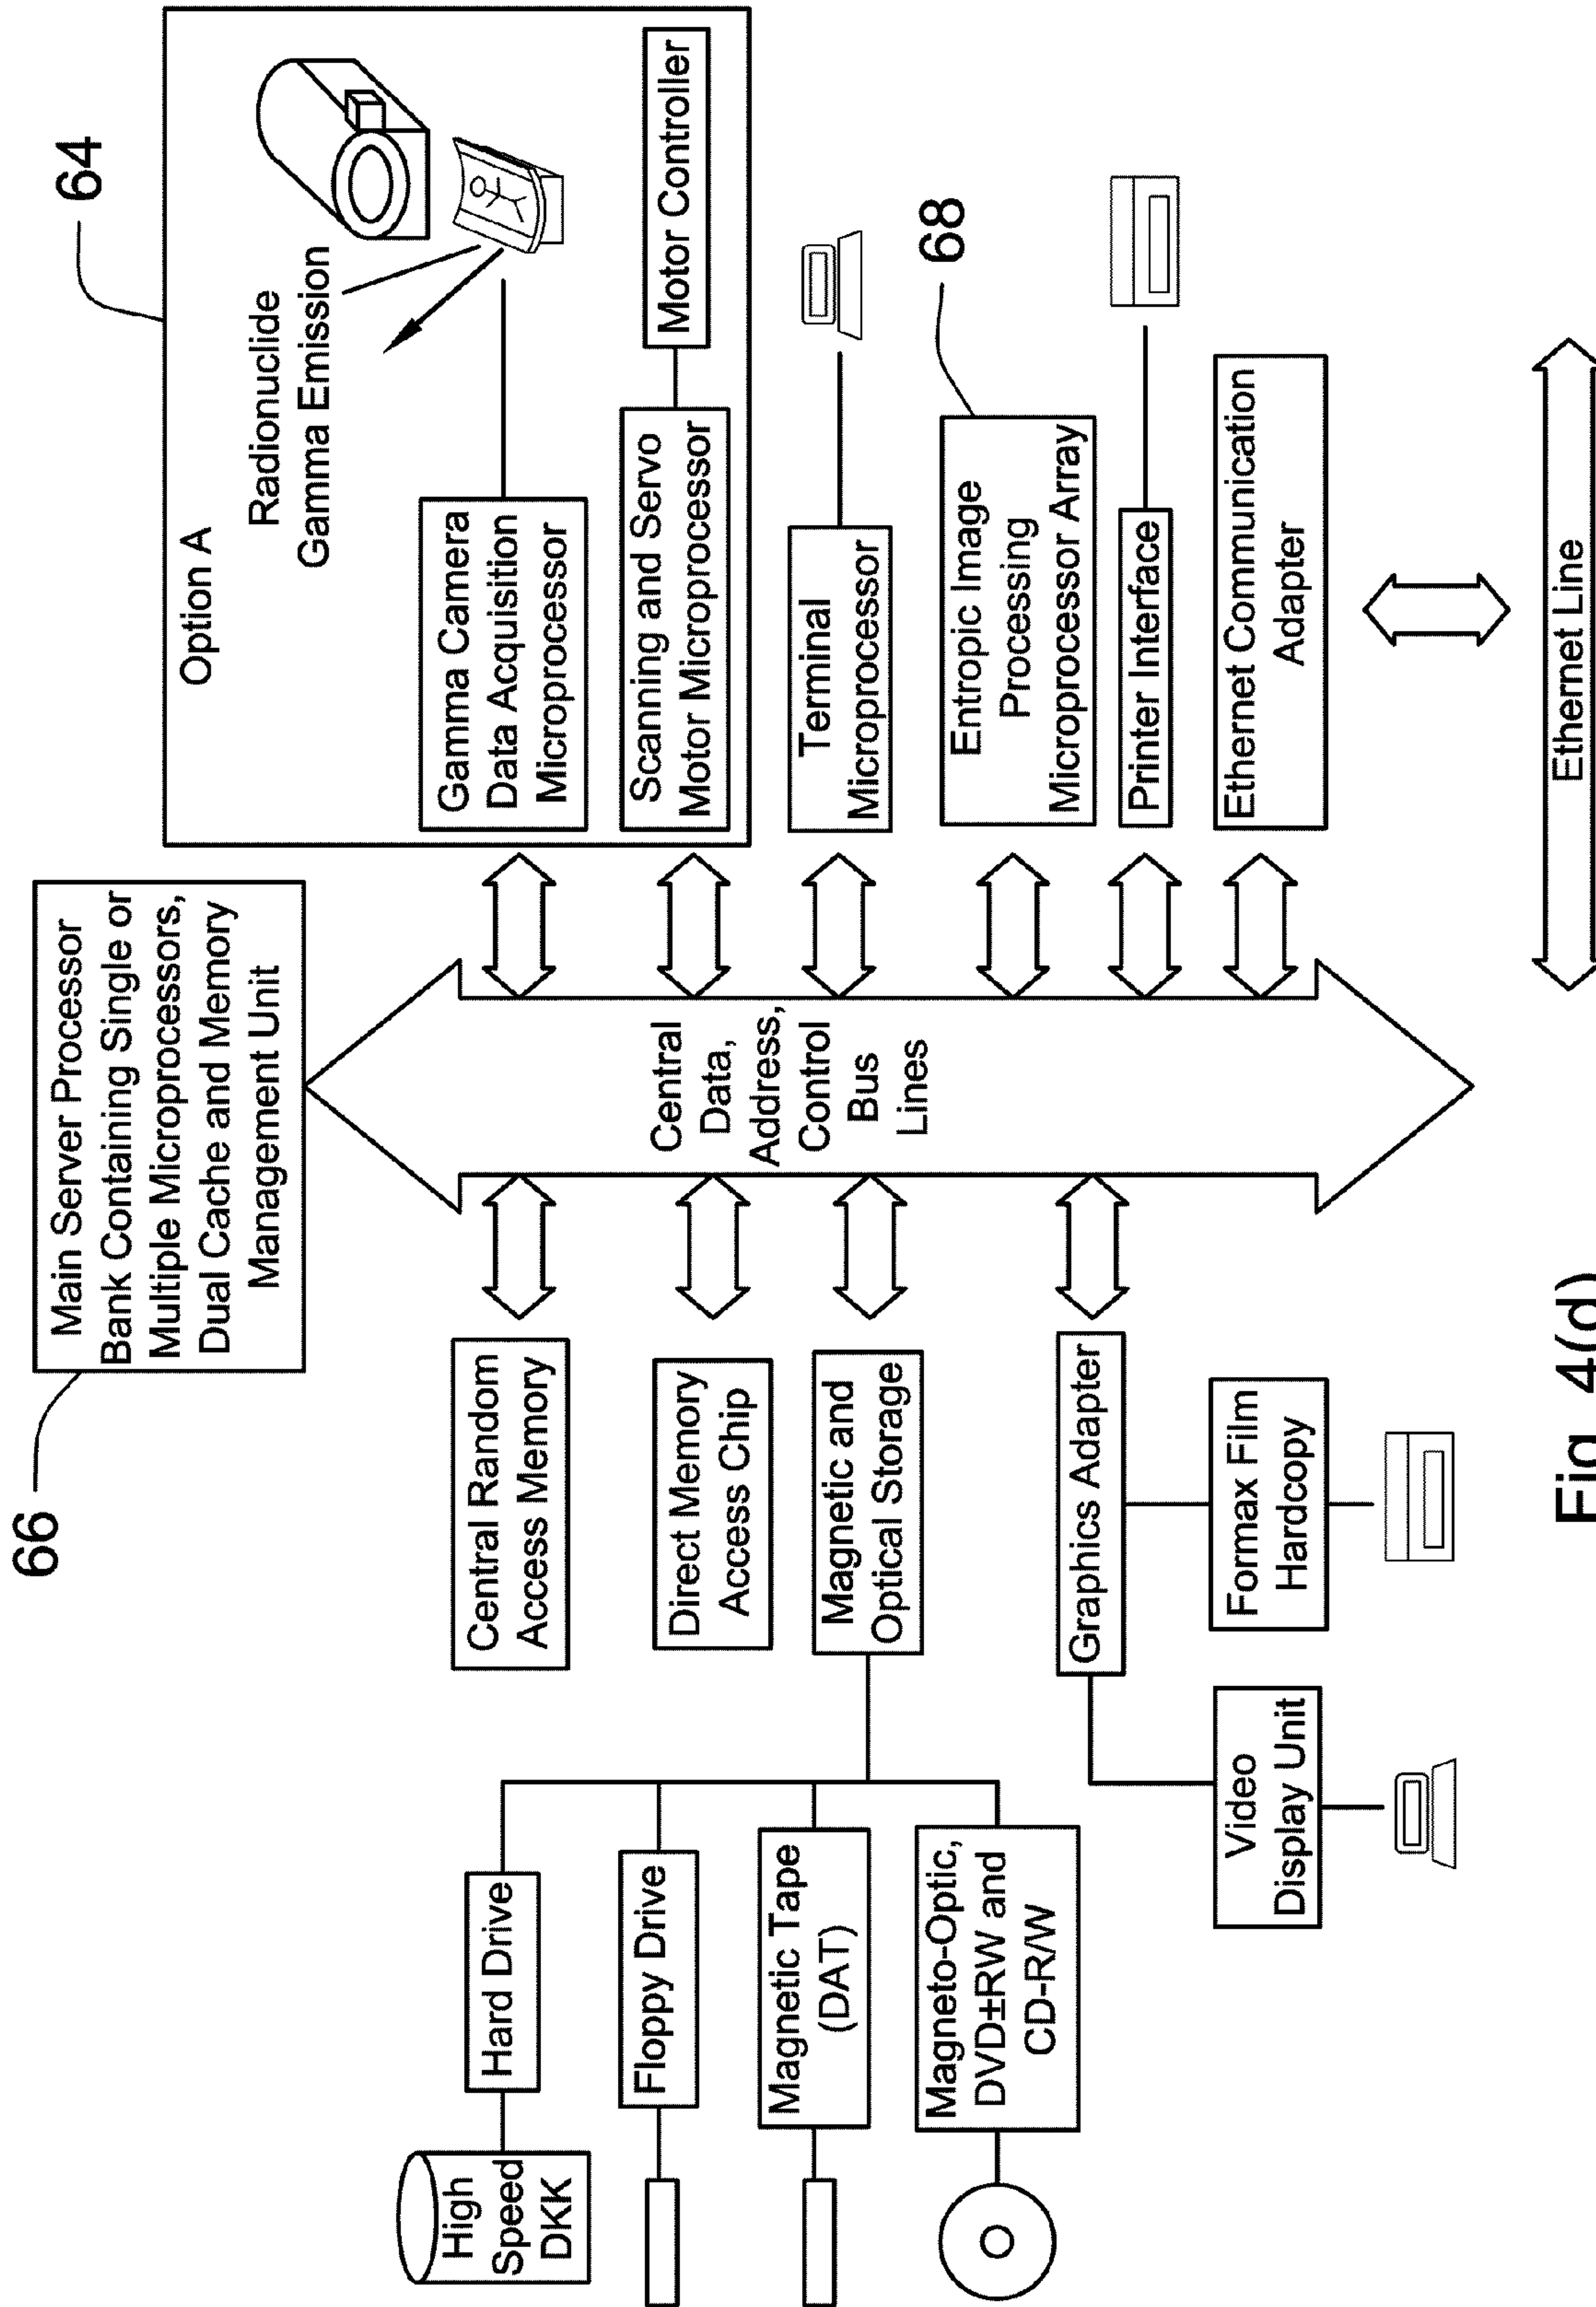 66
Main Server Processor
Bank Containing Single or
Multiple Microprocessors,
Dual Cache and Memory
Management Unit
64
Option A
Radionuclide
Gamma Emission
Gamma Camera
Data Acquisition
Microprocessor
Scanning and Servo
Motor Microprocessor
Motor Controller
Central Random
Access Memory
Direct Memory
Access Chip
Magnetic and
Optical Storage
Graphics Adapter
Formax Film
Hardcopy
Video
Display Unit
High
Speed
DKK
Hard Drive
Floppy Drive
Magnetic Tape
(DAT)
Magneto-Optic,
DVD±RW and
CD-R/W
Central
Data,
Address,
Control
Bus
Lines
Terminal
Microprocessor
68
Entropic Image
Processing
Microprocessor Array
Printer Interface
Ethernet Communication
Adapter
Ethernet Line
Fig. 4(d)